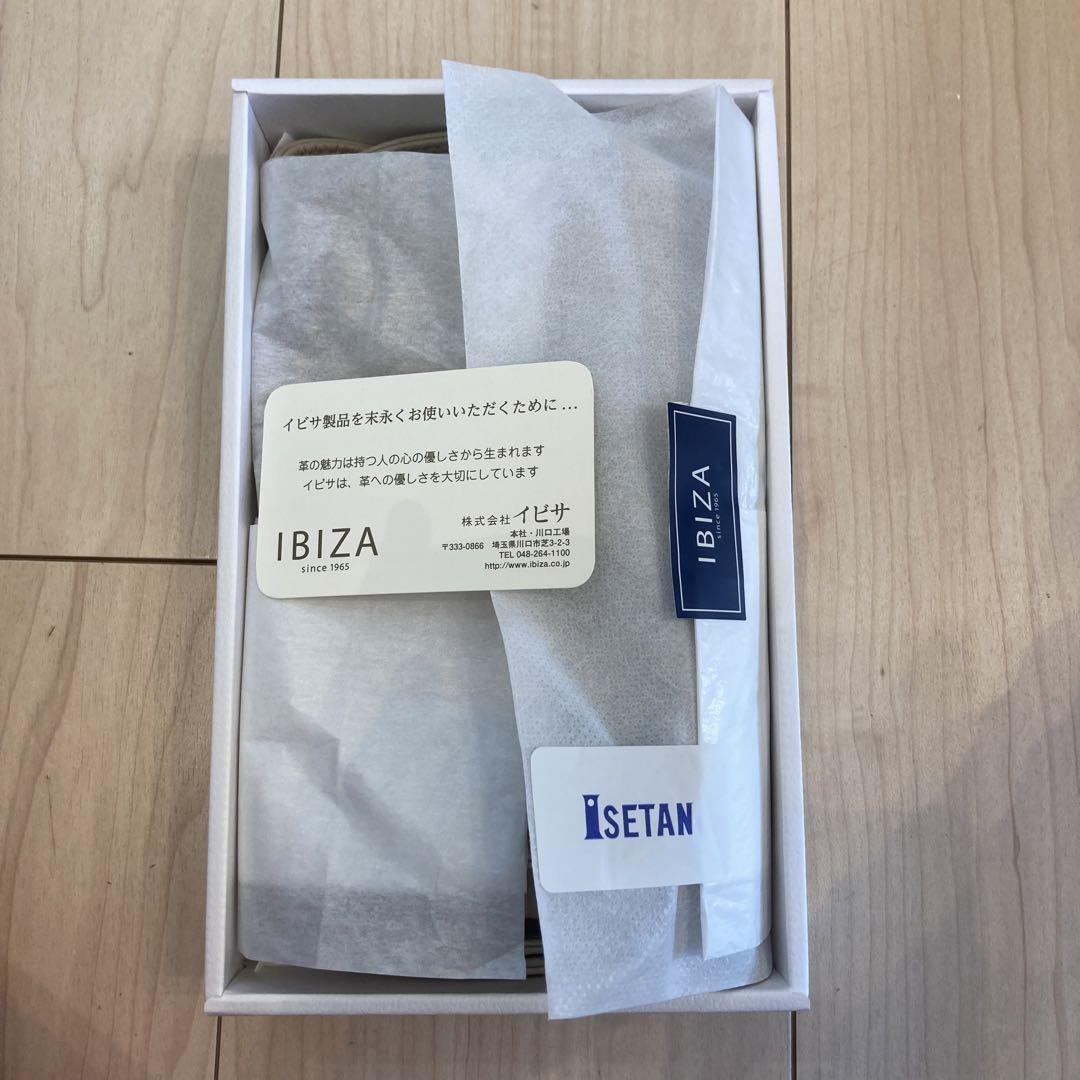 イビサ製品を末永くお使いいただくために…
革の魅力は持つ人の心の優しさから生まれます
イビサは、革への優しさを大切にしています
株式会社イビサ
本社・川口工場
〒333-0866 埼玉県川口市芝3-2-3
TEL 048-264-1100
http://www.ibiza.co.jp
IBIZA
since 1965
IBIZA
since 1965
ISETAN